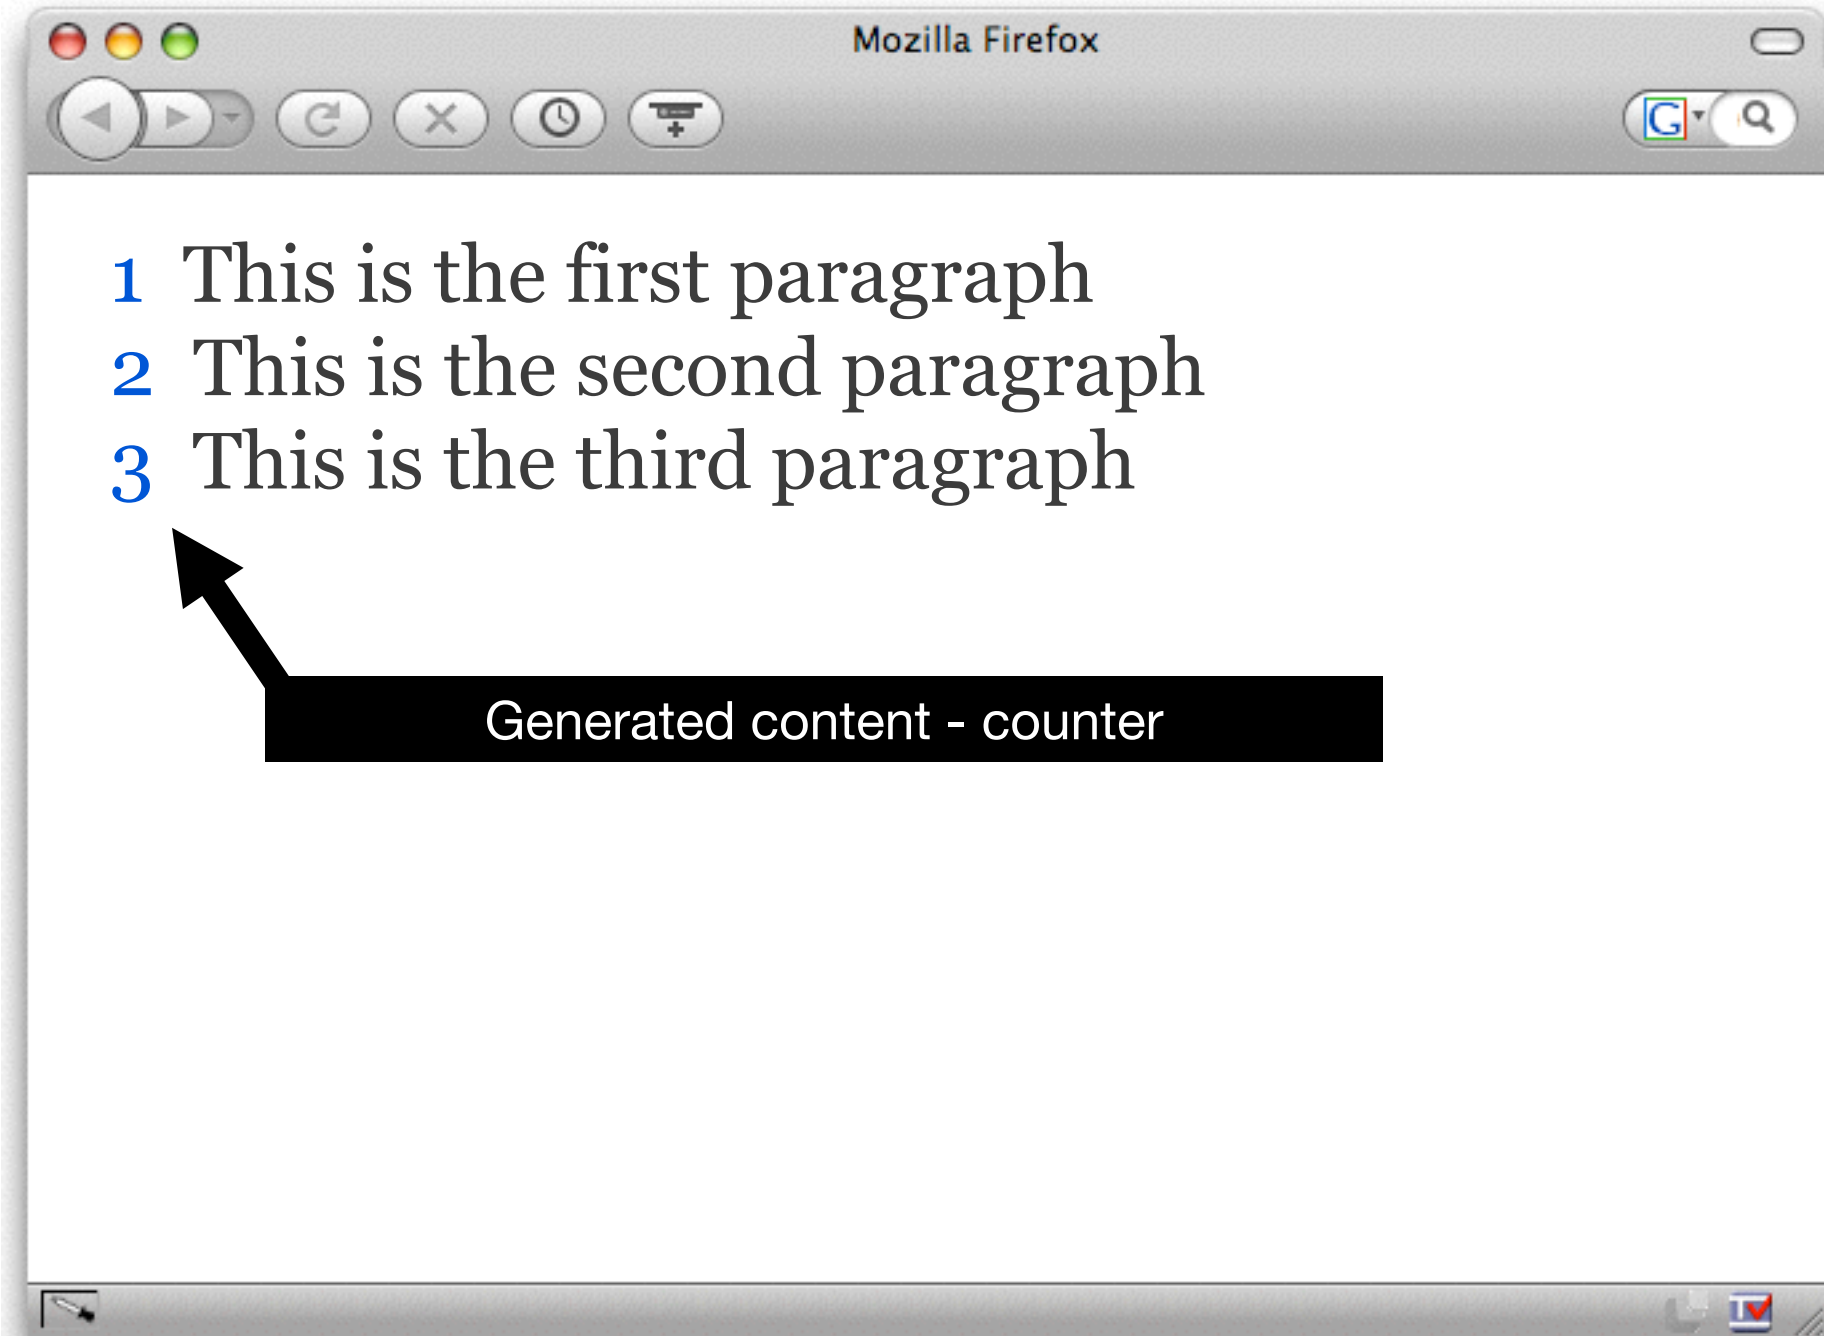 Mozilla Firefox
G
1 This is the first paragraph
2 This is the second paragraph
3 This is the third paragraph
Generated content - counter